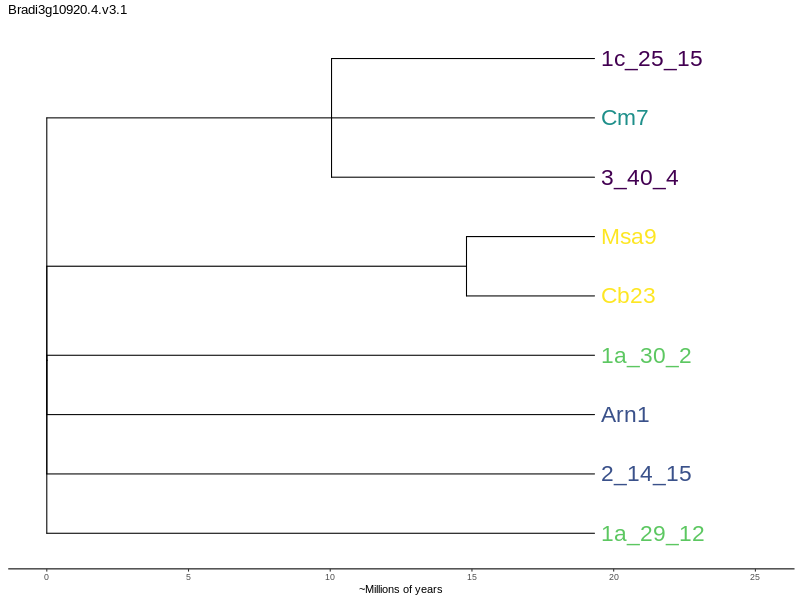 Bradi3g10920.4.v3.1
1c_25_15
Cm7
3_40_4
Msa9
Cb23
1a_30_2
Arn1
2_14_15
1a_29_12
0 5 10 15 20 25
~Millions of years